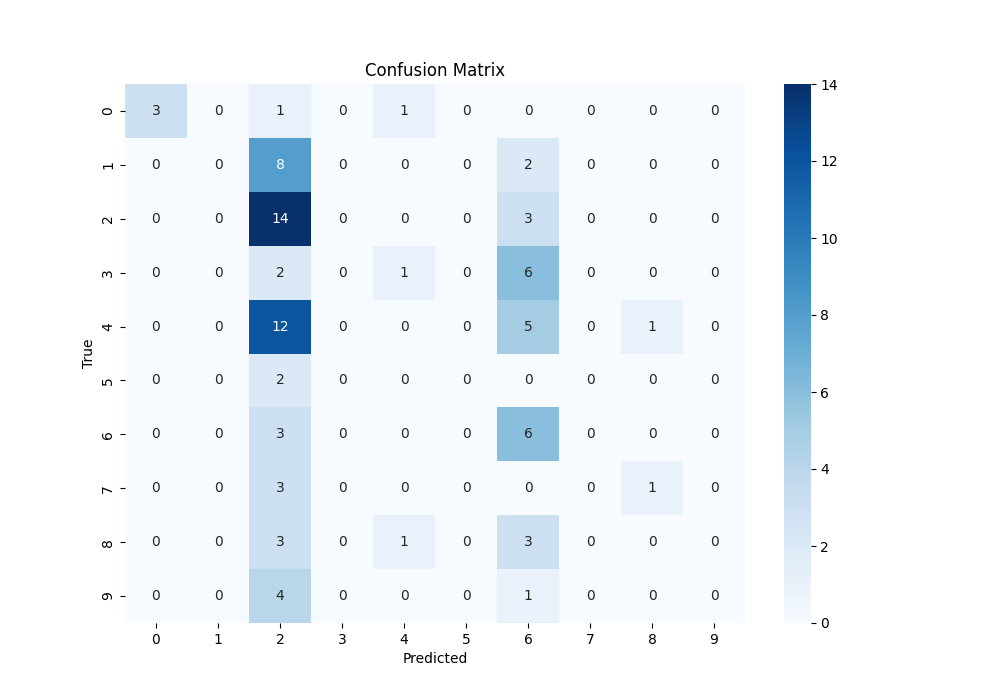 Confusion Matrix
0 3 0 1 0 1 0 0 0 0 0
1 0 0 8 0 0 0 2 0 0 0
2 0 0 14 0 0 0 3 0 0 0
3 0 0 2 0 1 0 6 0 0 0
4 0 0 12 0 0 0 5 0 1 0
5 0 0 2 0 0 0 0 0 0 0
6 0 0 3 0 0 0 6 0 0 0
7 0 0 3 0 0 0 0 0 1 0
8 0 0 3 0 1 0 3 0 0 0
9 0 0 4 0 0 0 1 0 0 0
0 1 2 3 4 5 6 7 8 9
Predicted
True
14
12
10
8
6
4
2
0